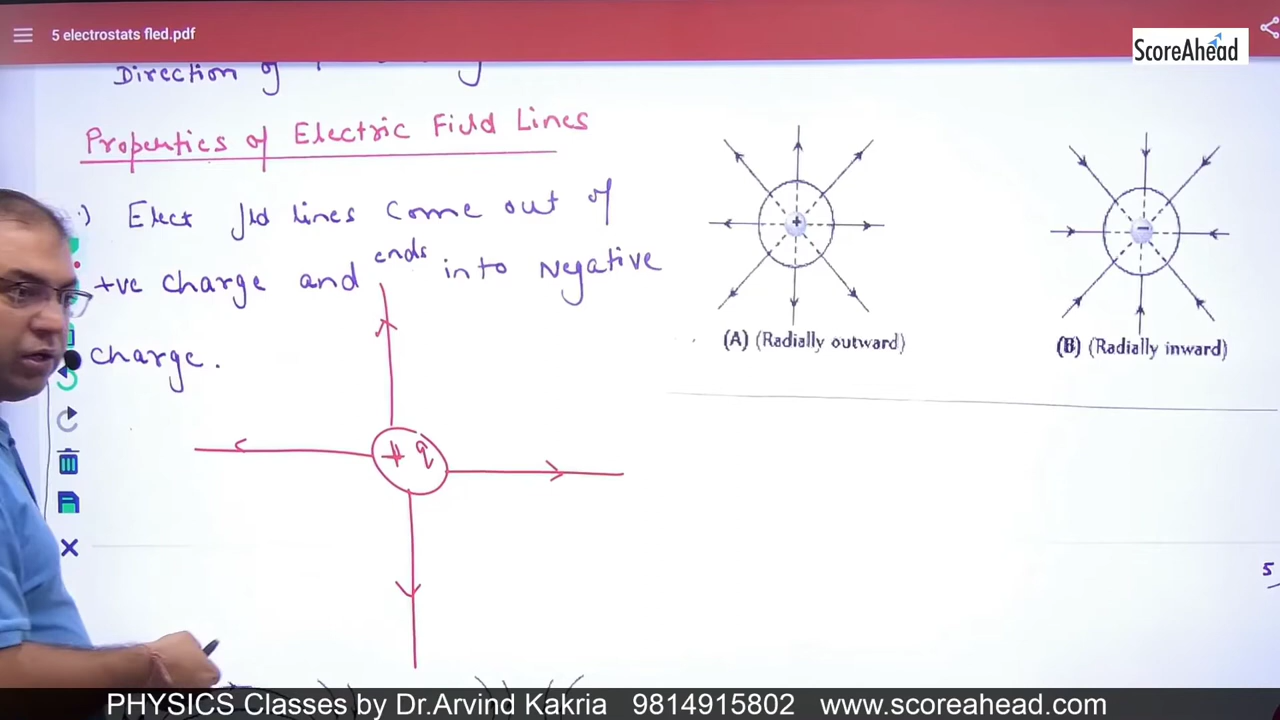 5 electrostats fled.pdf
ScoreAhead
Direction of
Properties of Electric Field Lines
Elect fld lines come out of
+ve charge and ends into Negative
charge.
+q
+
(A) (Radially outward)
−
(B) (Radially inward)
5
PHYSICS Classes by Dr.Arvind Kakria 9814915802 www.scoreahead.com